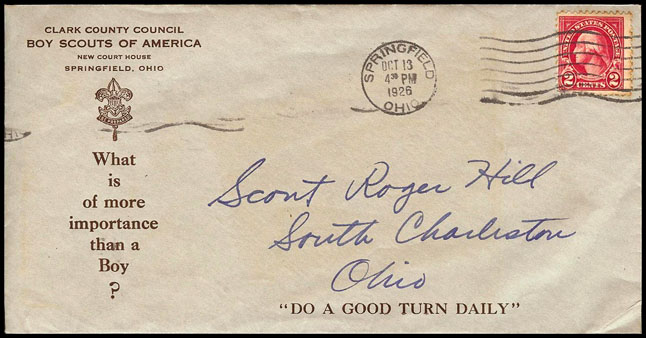 CLARK COUNTY COUNCIL
BOY SCOUTS OF AMERICA
NEW COURT HOUSE
SPRINGFIELD, OHIO
What
is
of more
importance
than a
Boy
?
SPRINGFIELD
OCT 13
4 30 PM
1926
OHIO
UNITED STATES POSTAGE
2 CENTS 2
Scout Roger Hill
South Charleston
Ohio
"DO A GOOD TURN DAILY"